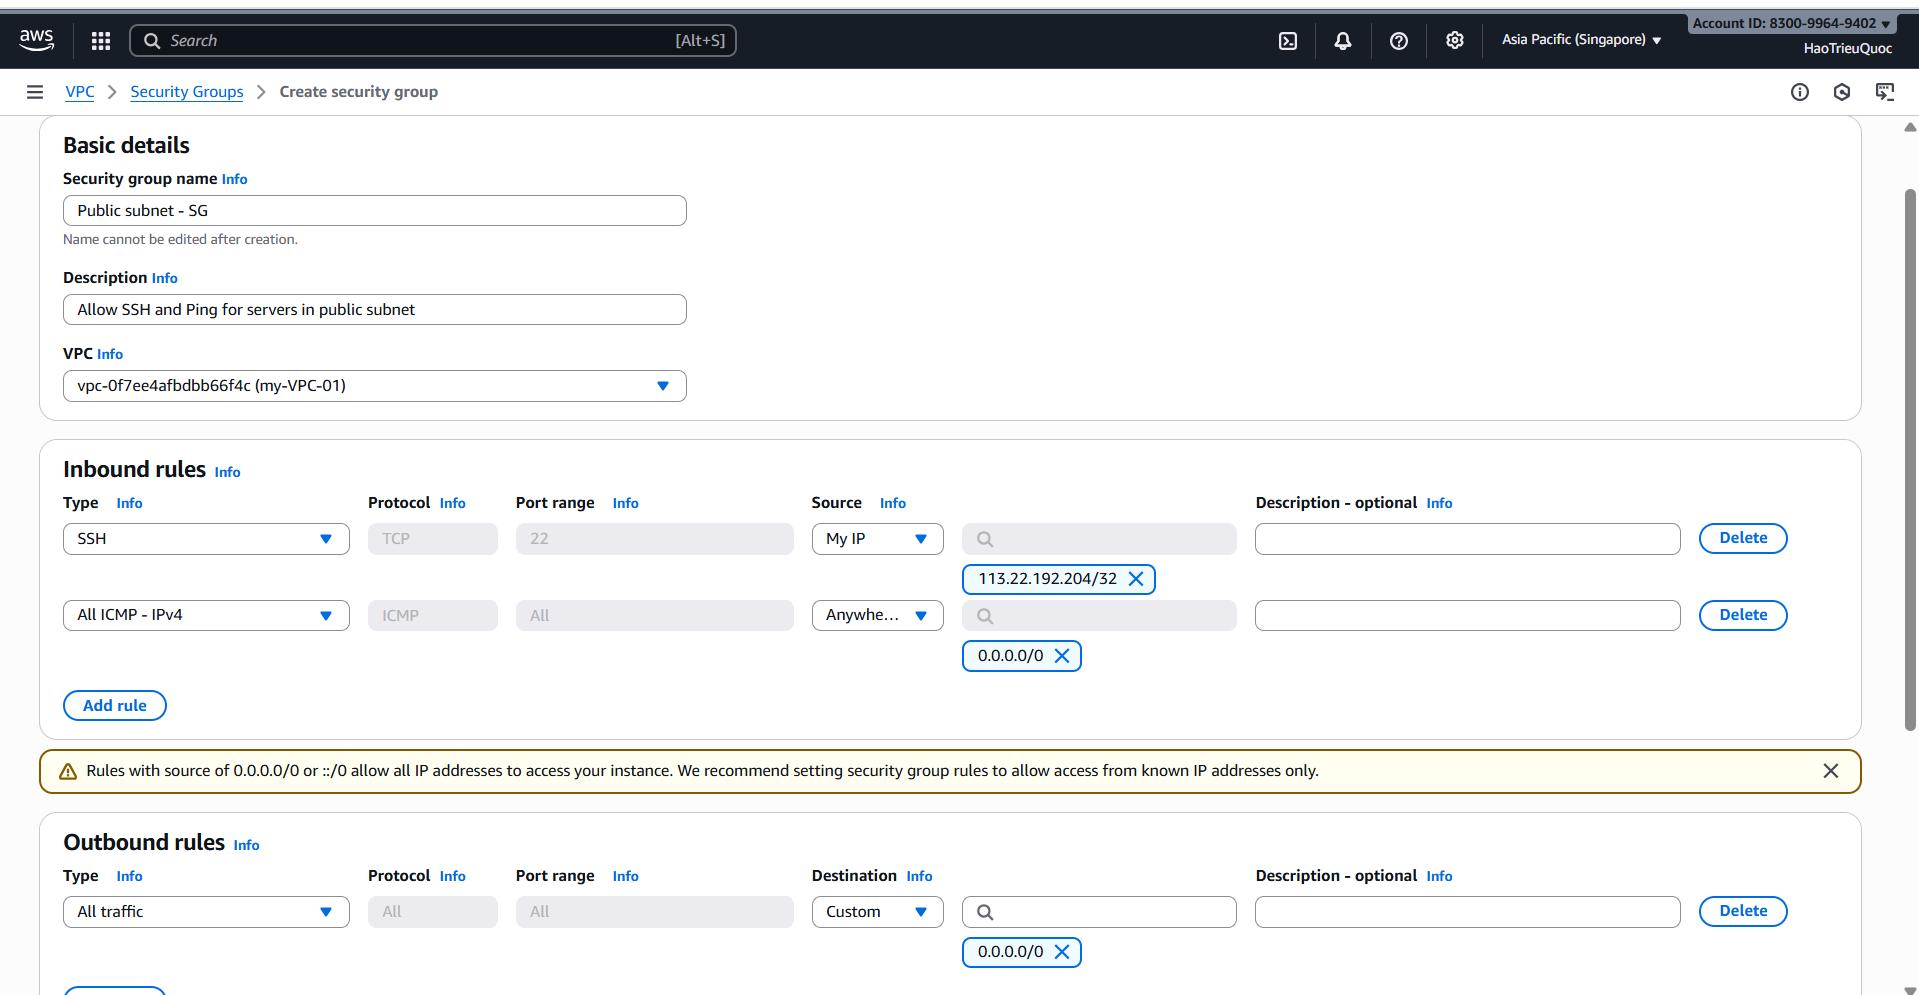 aws
Search [Alt+S]
Asia Pacific (Singapore)
Account ID: 8300-9964-9402
HaoTrieuQuoc
VPC
Security Groups
Create security group
Basic details
Security group name Info
Public subnet - SG
Name cannot be edited after creation.
Description Info
Allow SSH and Ping for servers in public subnet
VPC Info
vpc-0f7ee4afbdbb66f4c (my-VPC-01)
Inbound rules Info
Type Info Protocol Info Port range Info Source Info Description - optional Info
SSH TCP 22 My IP Delete
113.22.192.204/32
All ICMP - IPv4 ICMP All Anywhe... Delete
0.0.0.0/0
Add rule
Rules with source of 0.0.0.0/0 or ::/0 allow all IP addresses to access your instance. We recommend setting security group rules to allow access from known IP addresses only.
Outbound rules Info
Type Info Protocol Info Port range Info Destination Info Description - optional Info
All traffic All All Custom Delete
0.0.0.0/0